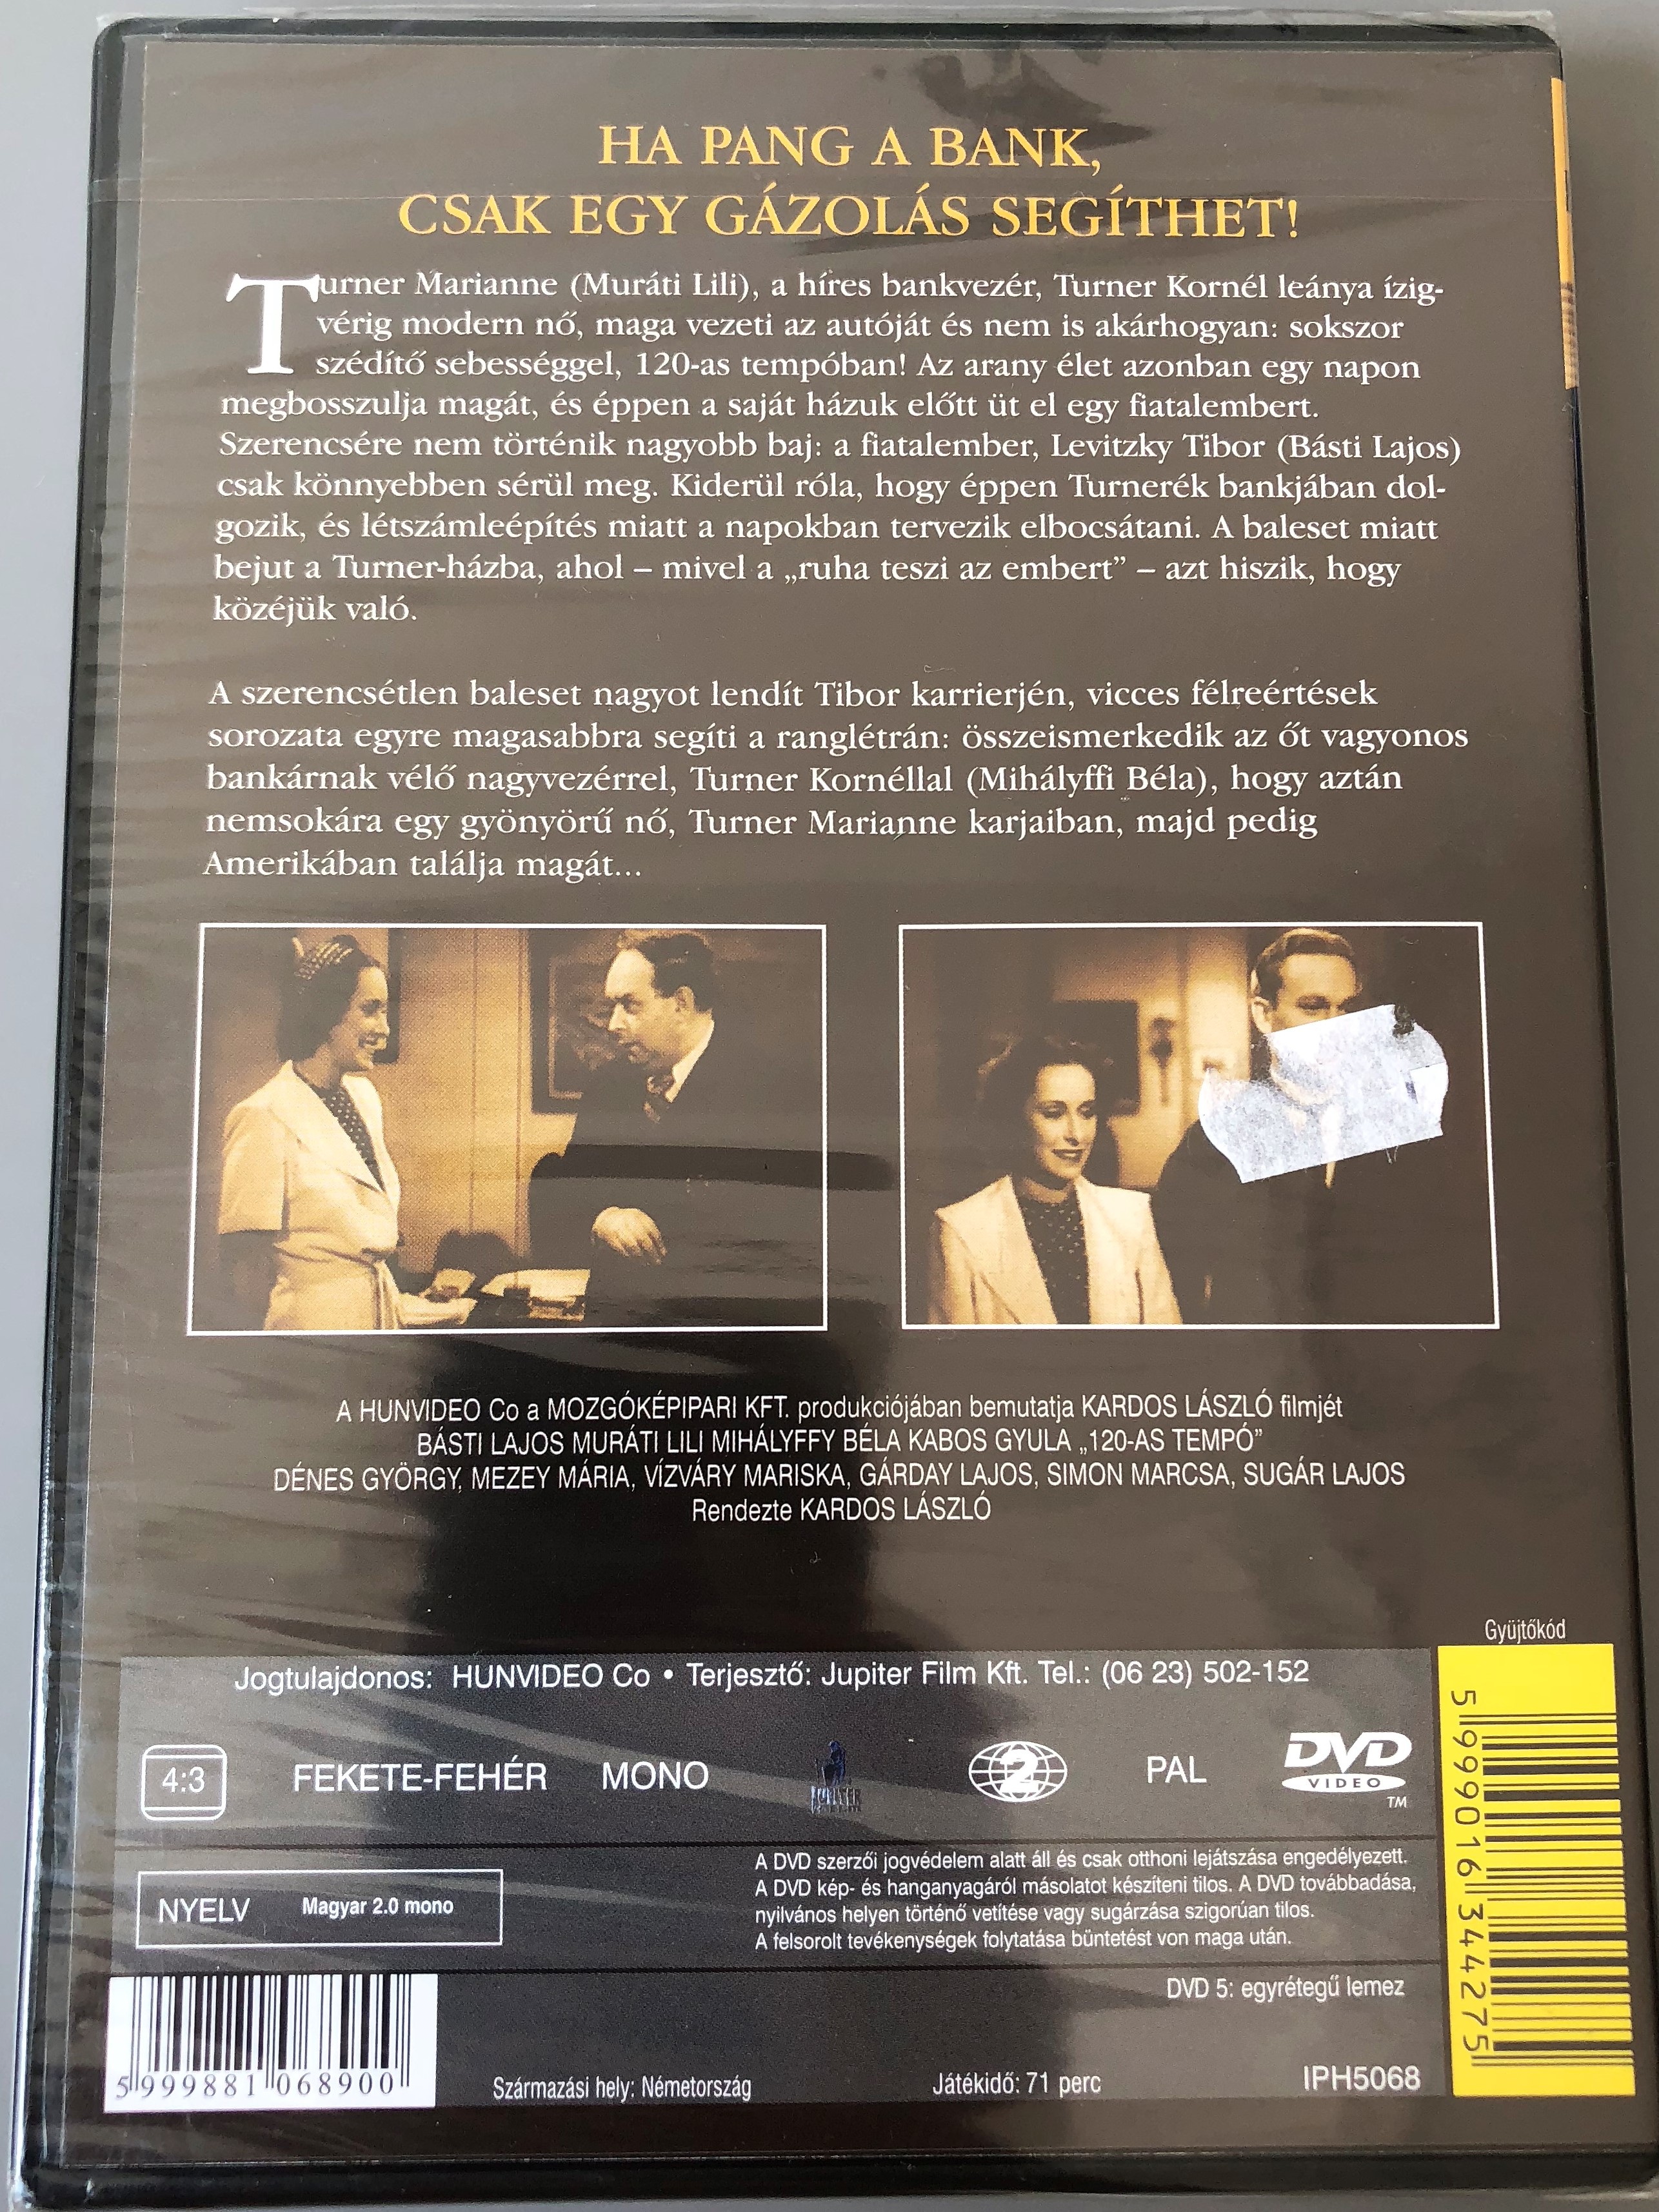 HA PANG A BANK,
CSAK EGY GÁZOLÁS SEGÍTHET!
Turner Marianne (Muráti Lili), a híres bankvezér, Turner Kornél leánya ízig-
vérig modern nő, maga vezeti az autóját és nem is akárhogyan: sokszor
szédítő sebességgel, 120-as tempóban! Az arany élet azonban egy napon
megbosszulja magát, és éppen a saját házuk előtt üt el egy fiatalembert.
Szerencsére nem történik nagyobb baj: a fiatalember, Levitzky Tibor (Básti Lajos)
csak könnyebben sérül meg. Kiderül róla, hogy éppen Turnerék bankjában dol-
gozik, és létszámleépítés miatt a napokban tervezik elbocsátani. A baleset miatt
bejut a Turner-házba, ahol – mivel a „ruha teszi az embert” – azt hiszik, hogy
közéjük való.
A szerencsétlen baleset nagyot lendít Tibor karrierjén, vicces félreértések
sorozata egyre magasabbra segíti a ranglétrán: összeismerkedik az őt vagyonos
bankárnak vélő nagyvezérrel, Turner Kornéllal (Mihályffi Béla), hogy aztán
nemsokára egy gyönyörű nő, Turner Marianne karjaiban, majd pedig
Amerikában találja magát...
A HUNVIDEO Co a MOZGÓKÉPIPARI KFT. produkciójában bemutatja KARDOS LÁSZLÓ filmjét
BÁSTI LAJOS MURÁTI LILI MIHÁLYFFY BÉLA KABOS GYULA „120-AS TEMPÓ”
DÉNES GYÖRGY, MEZEY MÁRIA, VÍZVÁRY MARISKA, GÁRDAY LAJOS, SIMON MARCSA, SUGÁR LAJOS
Rendezte KARDOS LÁSZLÓ
Gyüjtőkód
Jogtulajdonos: HUNVIDEO Co • Terjesztő: Jupiter Film Kft. Tel.: (06 23) 502-152
4:3 FEKETE-FEHÉR MONO JUPITER FILM 2 PAL DVD VIDEO TM
5999016344275
NYELV Magyar 2.0 mono
A DVD szerzői jogvédelem alatt áll és csak otthoni lejátszása engedélyezett.
A DVD kép- és hanganyagáról másolatot készíteni tilos. A DVD továbbadása,
nyilvános helyen történő vetítése vagy sugárzása szigorúan tilos.
A felsorolt tevékenységek folytatása büntetést von maga után.
DVD 5: egyrétegű lemez
5999881068900
Származási hely: Németország Játékidő: 71 perc IPH5068